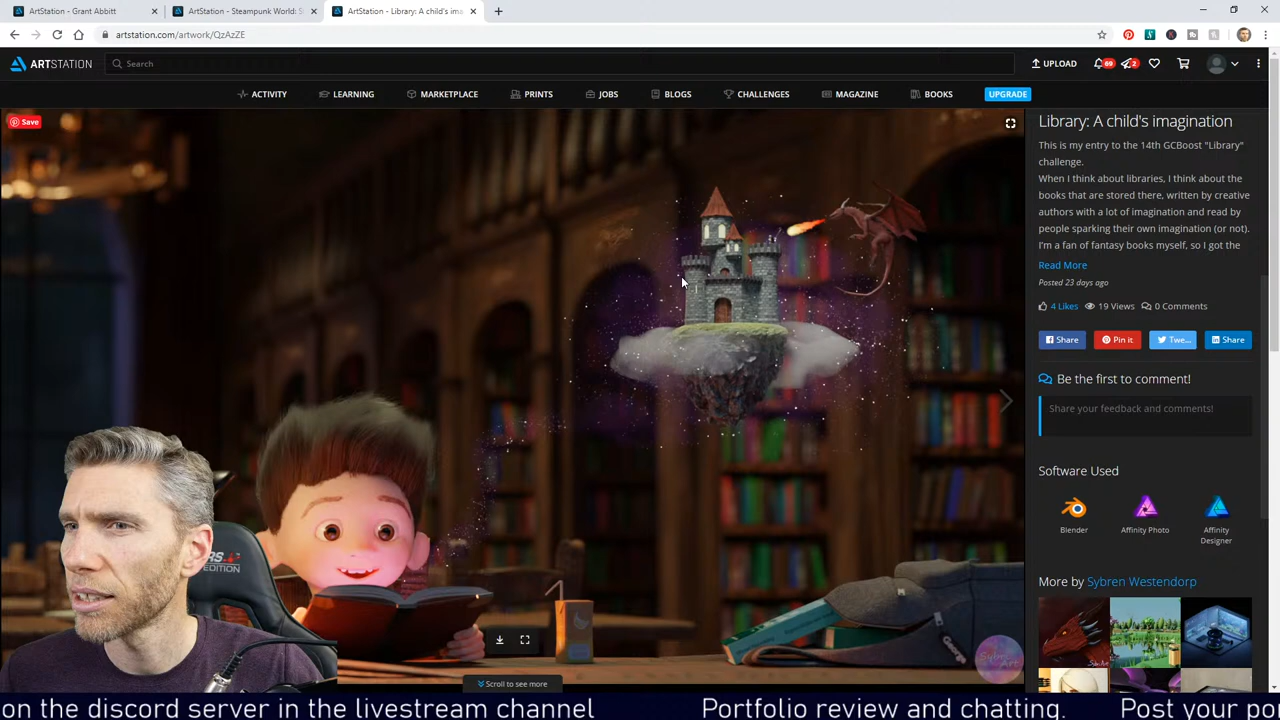 ArtStation - Grant Abbitt
ArtStation - Steampunk World: S
ArtStation - Library: A child's ima
artstation.com/artwork/QzAzZE
ARTSTATION
Search
UPLOAD
89
2
ACTIVITY
LEARNING
MARKETPLACE
PRINTS
JOBS
BLOGS
CHALLENGES
MAGAZINE
BOOKS
UPGRADE
Save
Library: A child's imagination
This is my entry to the 14th GCBoost "Library"
challenge.
When I think about libraries, I think about the
books that are stored there, written by creative
authors with a lot of imagination and read by
people sparking their own imagination (or not).
I'm a fan of fantasy books myself, so I got the
Read More
Posted 23 days ago
4 Likes 19 Views 0 Comments
Share
Pin it
Twe...
Share
Be the first to comment!
Share your feedback and comments!
Software Used
Blender
Affinity Photo
Affinity
Designer
More by Sybren Westendorp
EDITION
Scroll to see more
on the discord server in the livestream channel Portfolio review and chatting. Post your po